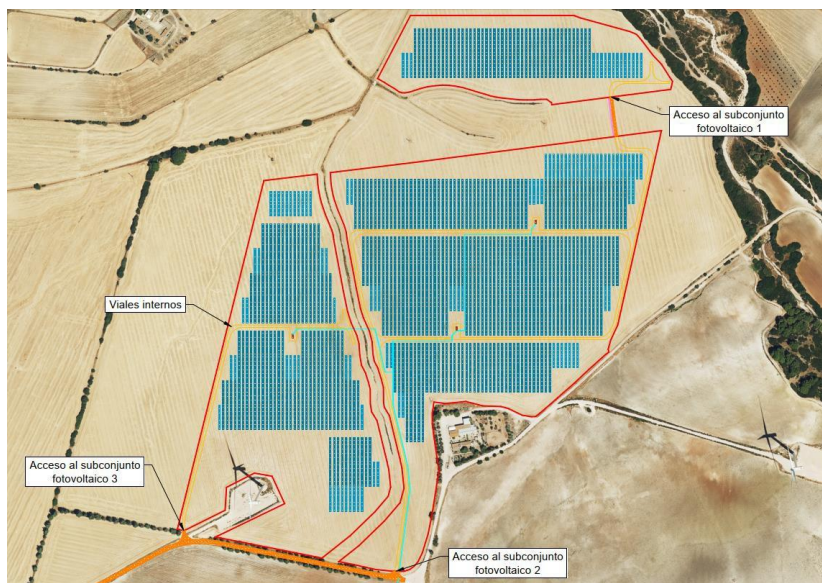 Acceso al subconjunto
fotovoltaico 1
Viales internos
Acceso al subconjunto
fotovoltaico 3
Acceso al subconjunto
fotovoltaico 2